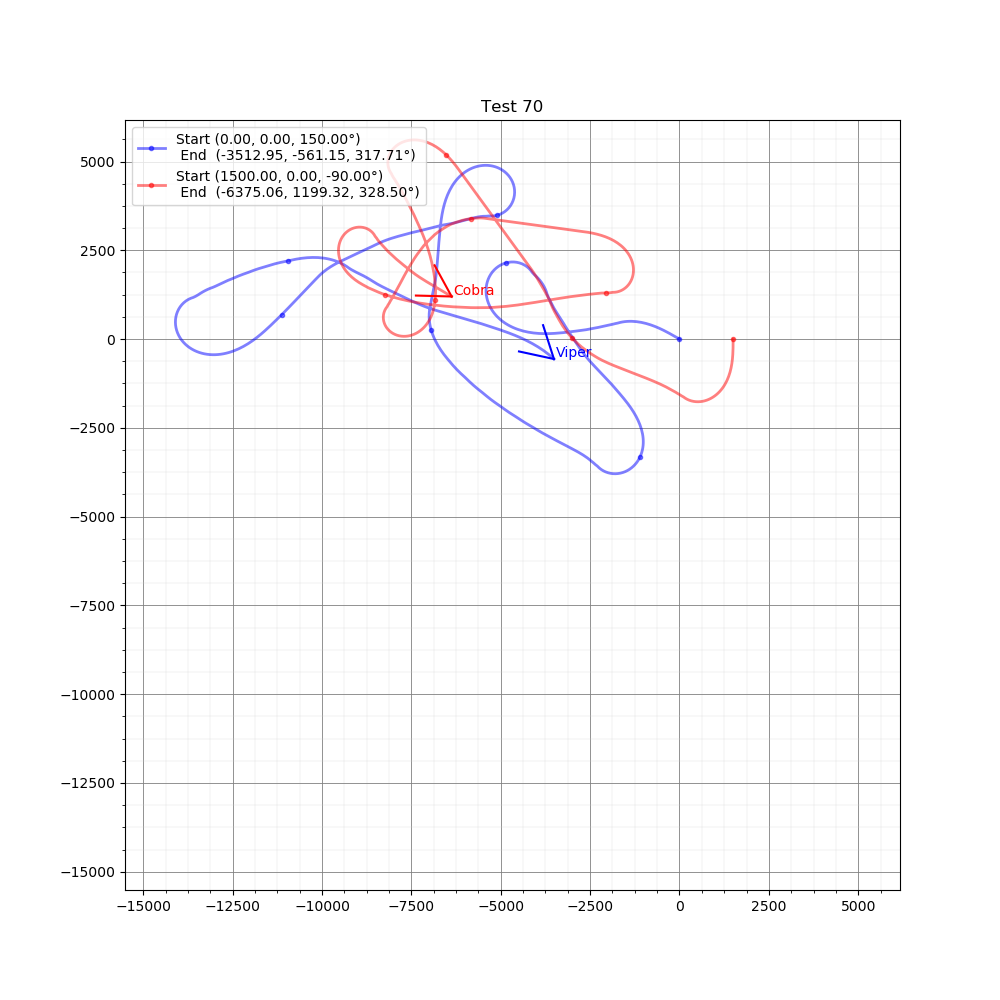 Test 70
Start (0.00, 0.00, 150.00°)
End (-3512.95, -561.15, 317.71°)
Start (1500.00, 0.00, -90.00°)
End (-6375.06, 1199.32, 328.50°)
5000
2500
0
−2500
−5000
−7500
−10000
−12500
−15000
Cobra
Viper
−15000 −12500 −10000 −7500 −5000 −2500 0 2500 5000